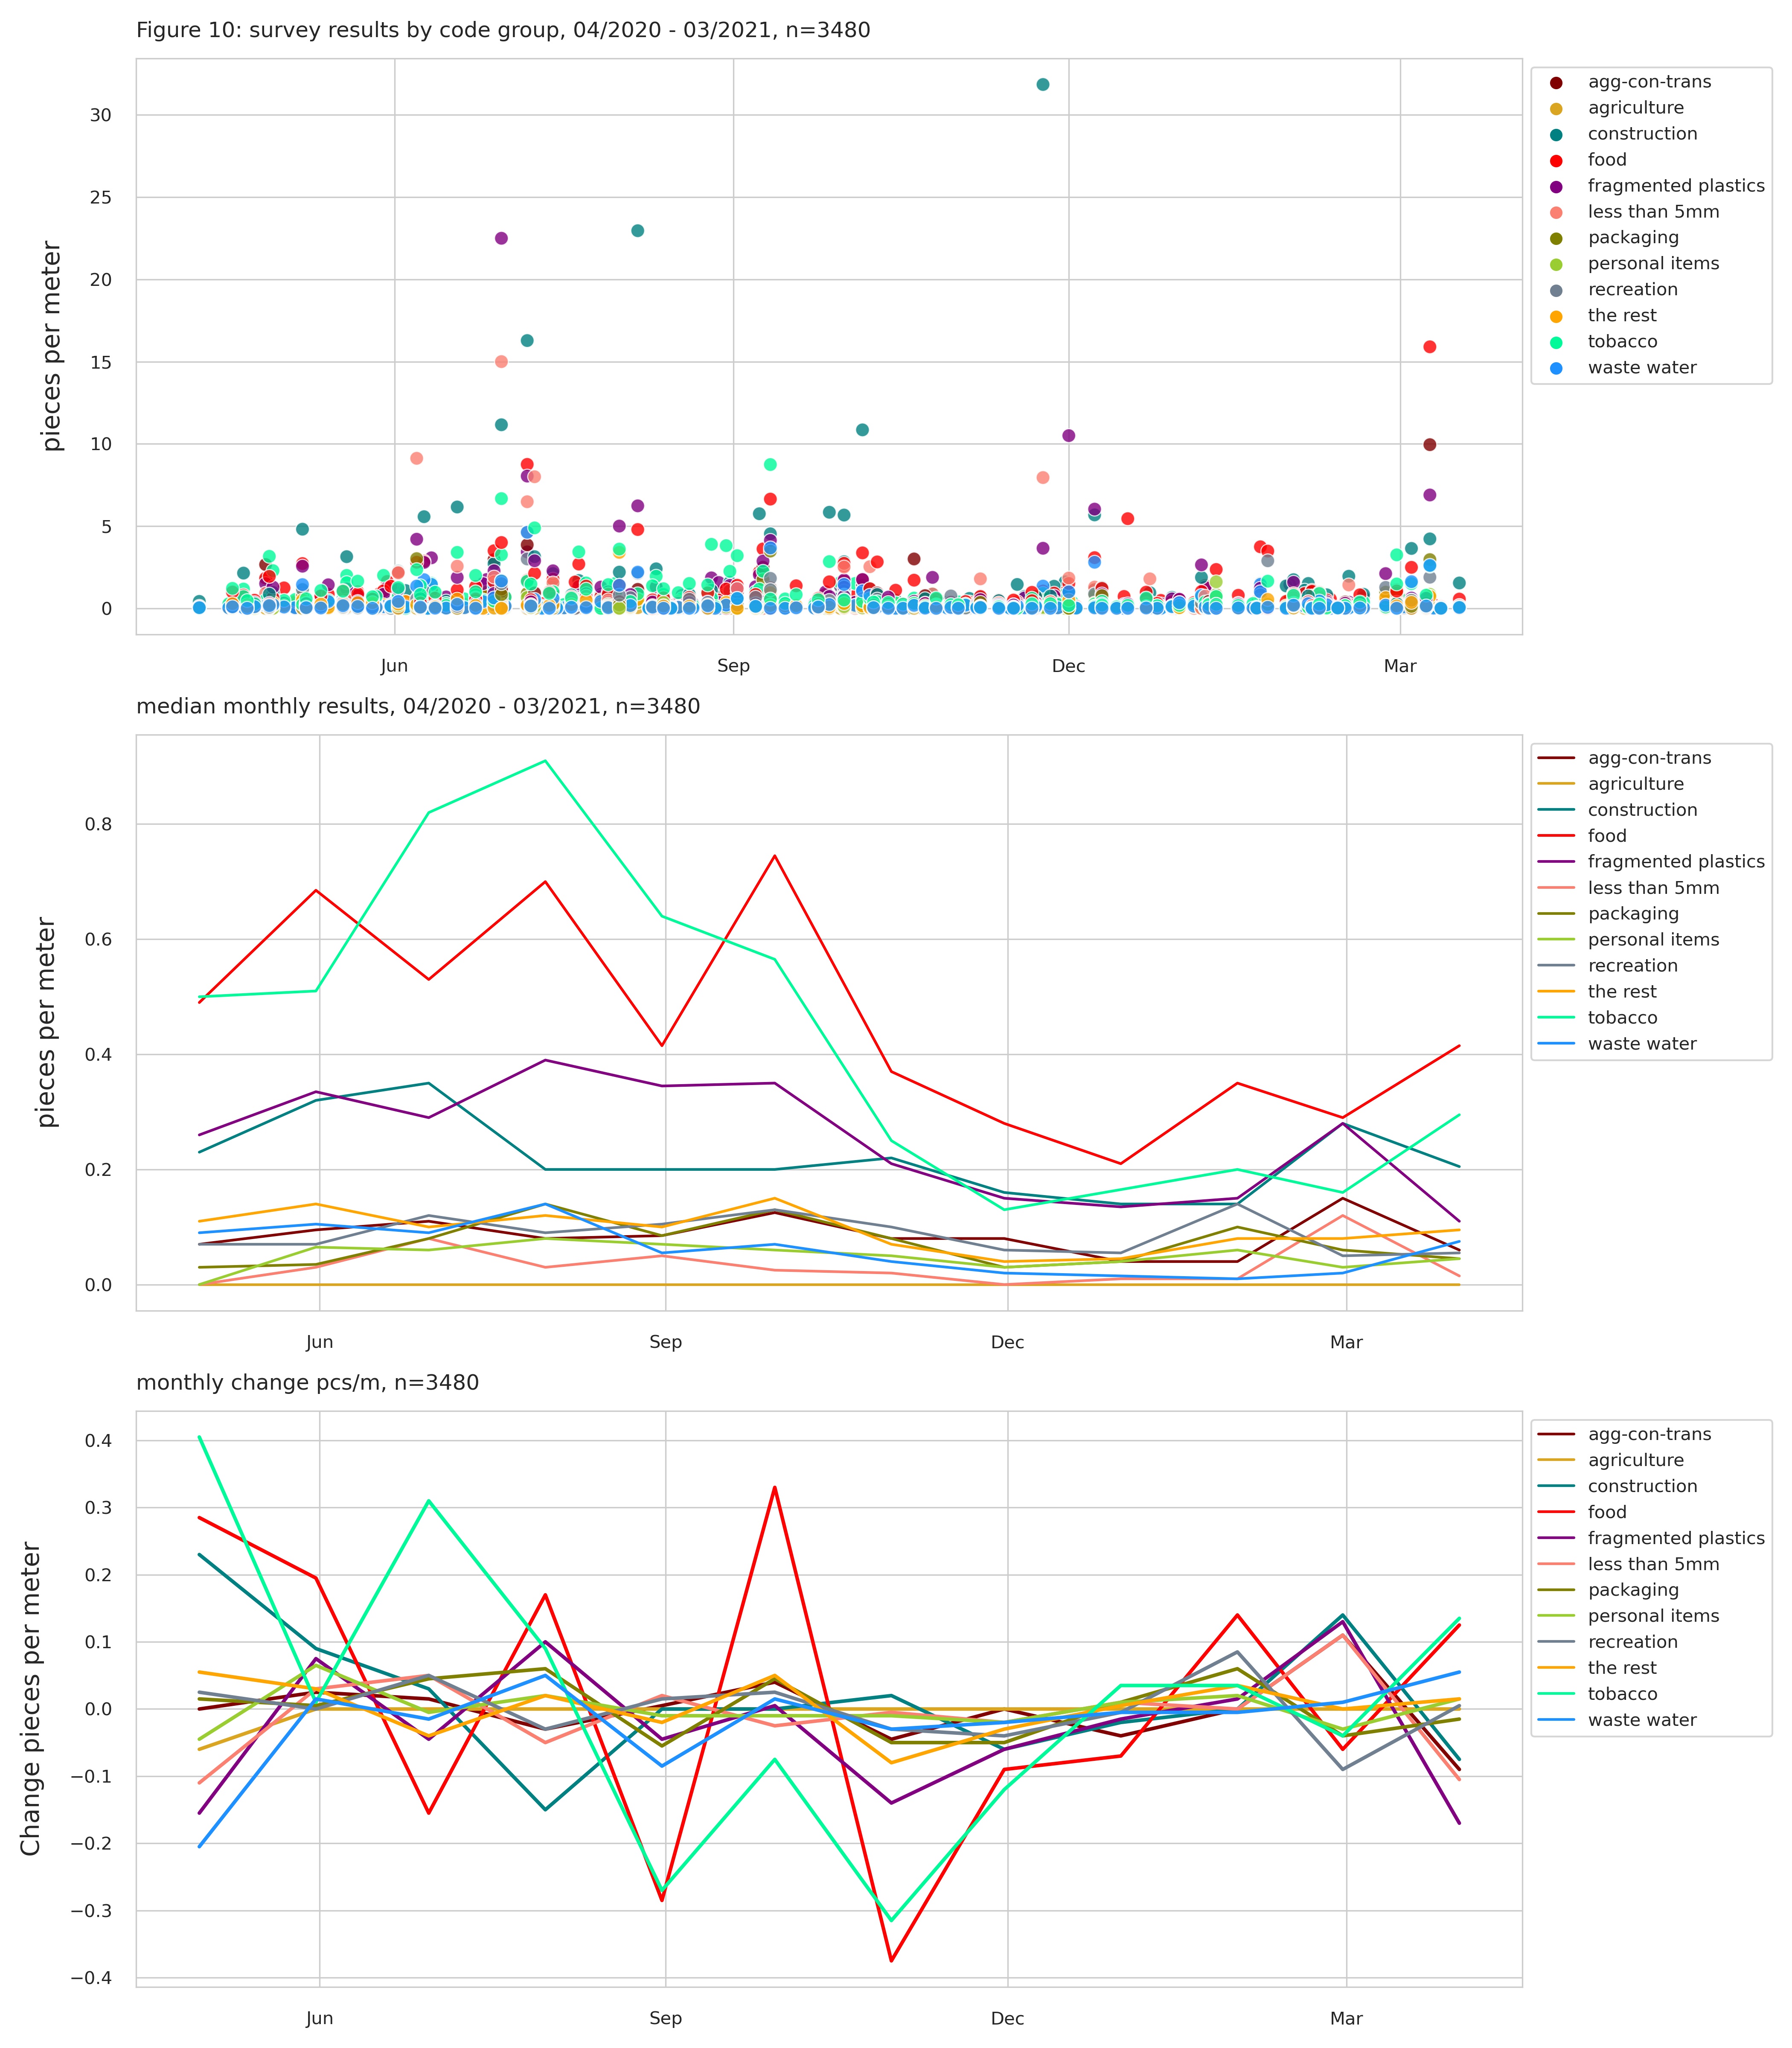 Figure 10: survey results by code group, 04/2020 - 03/2021, n=3480
pieces per meter
30
25
20
15
10
5
0
Jun
Sep
Dec
Mar
agg-con-trans
agriculture
construction
food
fragmented plastics
less than 5mm
packaging
personal items
recreation
the rest
tobacco
waste water
median monthly results, 04/2020 - 03/2021, n=3480
pieces per meter
0.8
0.6
0.4
0.2
0.0
Jun
Sep
Dec
Mar
agg-con-trans
agriculture
construction
food
fragmented plastics
less than 5mm
packaging
personal items
recreation
the rest
tobacco
waste water
monthly change pcs/m, n=3480
Change pieces per meter
0.4
0.3
0.2
0.1
0.0
−0.1
−0.2
−0.3
−0.4
Jun
Sep
Dec
Mar
agg-con-trans
agriculture
construction
food
fragmented plastics
less than 5mm
packaging
personal items
recreation
the rest
tobacco
waste water